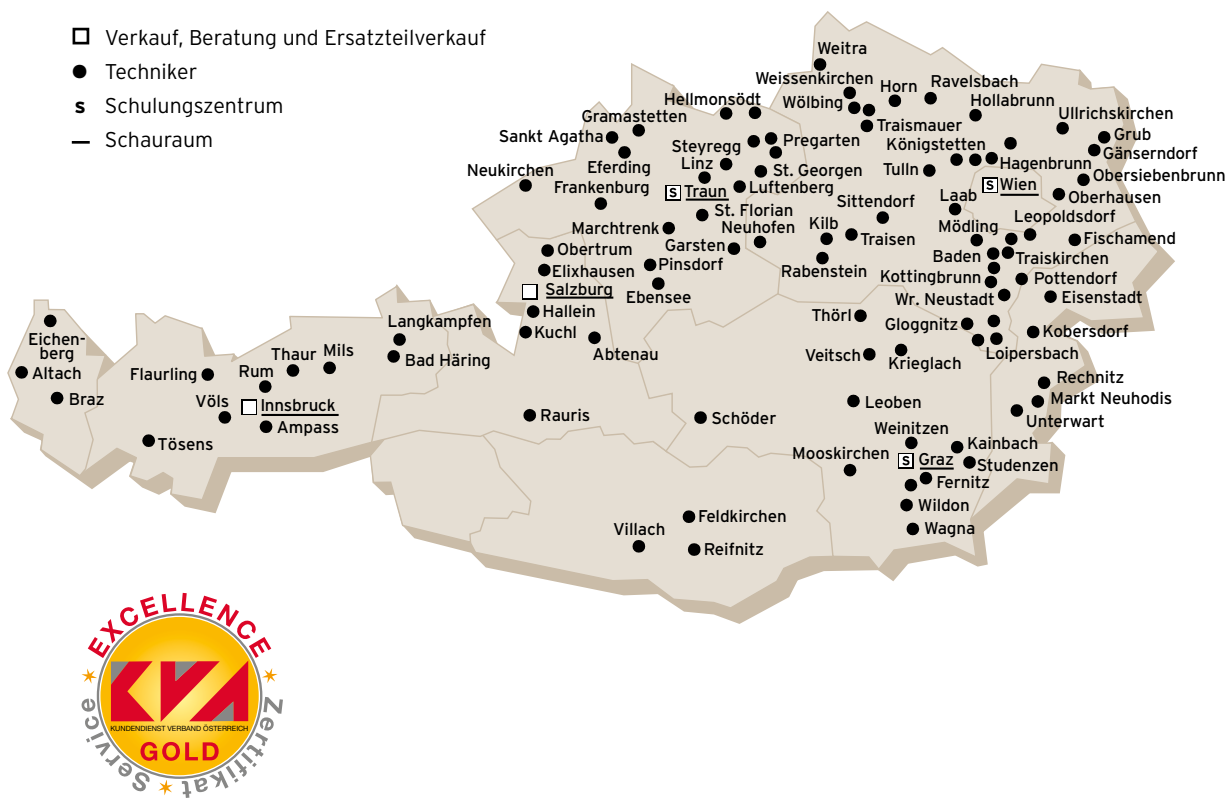 Verkauf, Beratung und Ersatzteilverkauf
Techniker
s Schulungszentrum
Schauraum
Weitra
Weissenkirchen
Horn
Ravelsbach
Wölbing
Hollabrunn
Hellmonsödt
Ullrichskirchen
Gramastetten
Traismauer
Sankt Agatha
Grub
Steyregg
Pregarten
Königstetten
Gänserndorf
Eferding
Linz
Hagenbrunn
Neukirchen
St. Georgen
Tulln
Obersiebenbrunn
Frankenburg
s Traun
Luftenberg
s Wien
Laab
Oberhausen
Sittendorf
St. Florian
Leopoldsdorf
Marchtrenk
Neuhofen
Kilb
Mödling
Traisen
Fischamend
Obertrum
Garsten
Baden
Traiskirchen
Elixhausen
Pinsdorf
Rabenstein
Kottingbrunn
Pottendorf
Salzburg
Ebensee
Wr. Neustadt
Eisenstadt
Hallein
Thörl
Langkampfen
Gloggnitz
Kuchl
Kobersdorf
Eichen-
berg
Abtenau
Veitsch
Loipersbach
Thaur
Mils
Bad Häring
Krieglach
Altach
Flaurling
Rum
Rechnitz
Braz
Völs
Innsbruck
Leoben
Markt Neuhodis
Rauris
Schöder
Unterwart
Ampass
Weinitzen
Tösens
Kainbach
Mooskirchen
s Graz
Studenzen
Fernitz
Wildon
Feldkirchen
Villach
Wagna
Reifnitz
EXCELLENCE
KVA
KUNDENDIENST VERBAND ÖSTERREICH
GOLD
Service Zertifikat